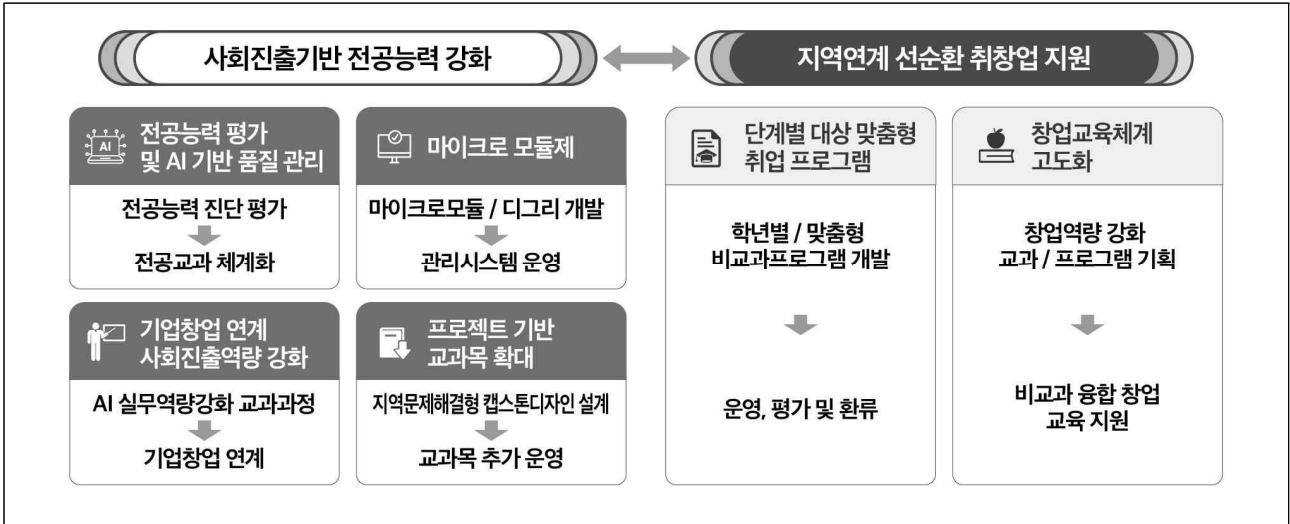 사회진출기반 전공능력 강화
지역연계 선순환 취창업 지원
AI
전공능력 평가
및 AI 기반 품질 관리
전공능력 진단 평가
전공교과 체계화
마이크로 모듈제
마이크로모듈 / 디그리 개발
관리시스템 운영
기업창업 연계
사회진출역량 강화
AI 실무역량강화 교과과정
기업창업 연계
프로젝트 기반
교과목 확대
지역문제해결형 캡스톤디자인 설계
교과목 추가 운영
단계별 대상 맞춤형
취업 프로그램
학년별 / 맞춤형
비교과프로그램 개발
운영, 평가 및 환류
창업교육체계
고도화
창업역량 강화
교과 / 프로그램 기획
비교과 융합 창업
교육 지원